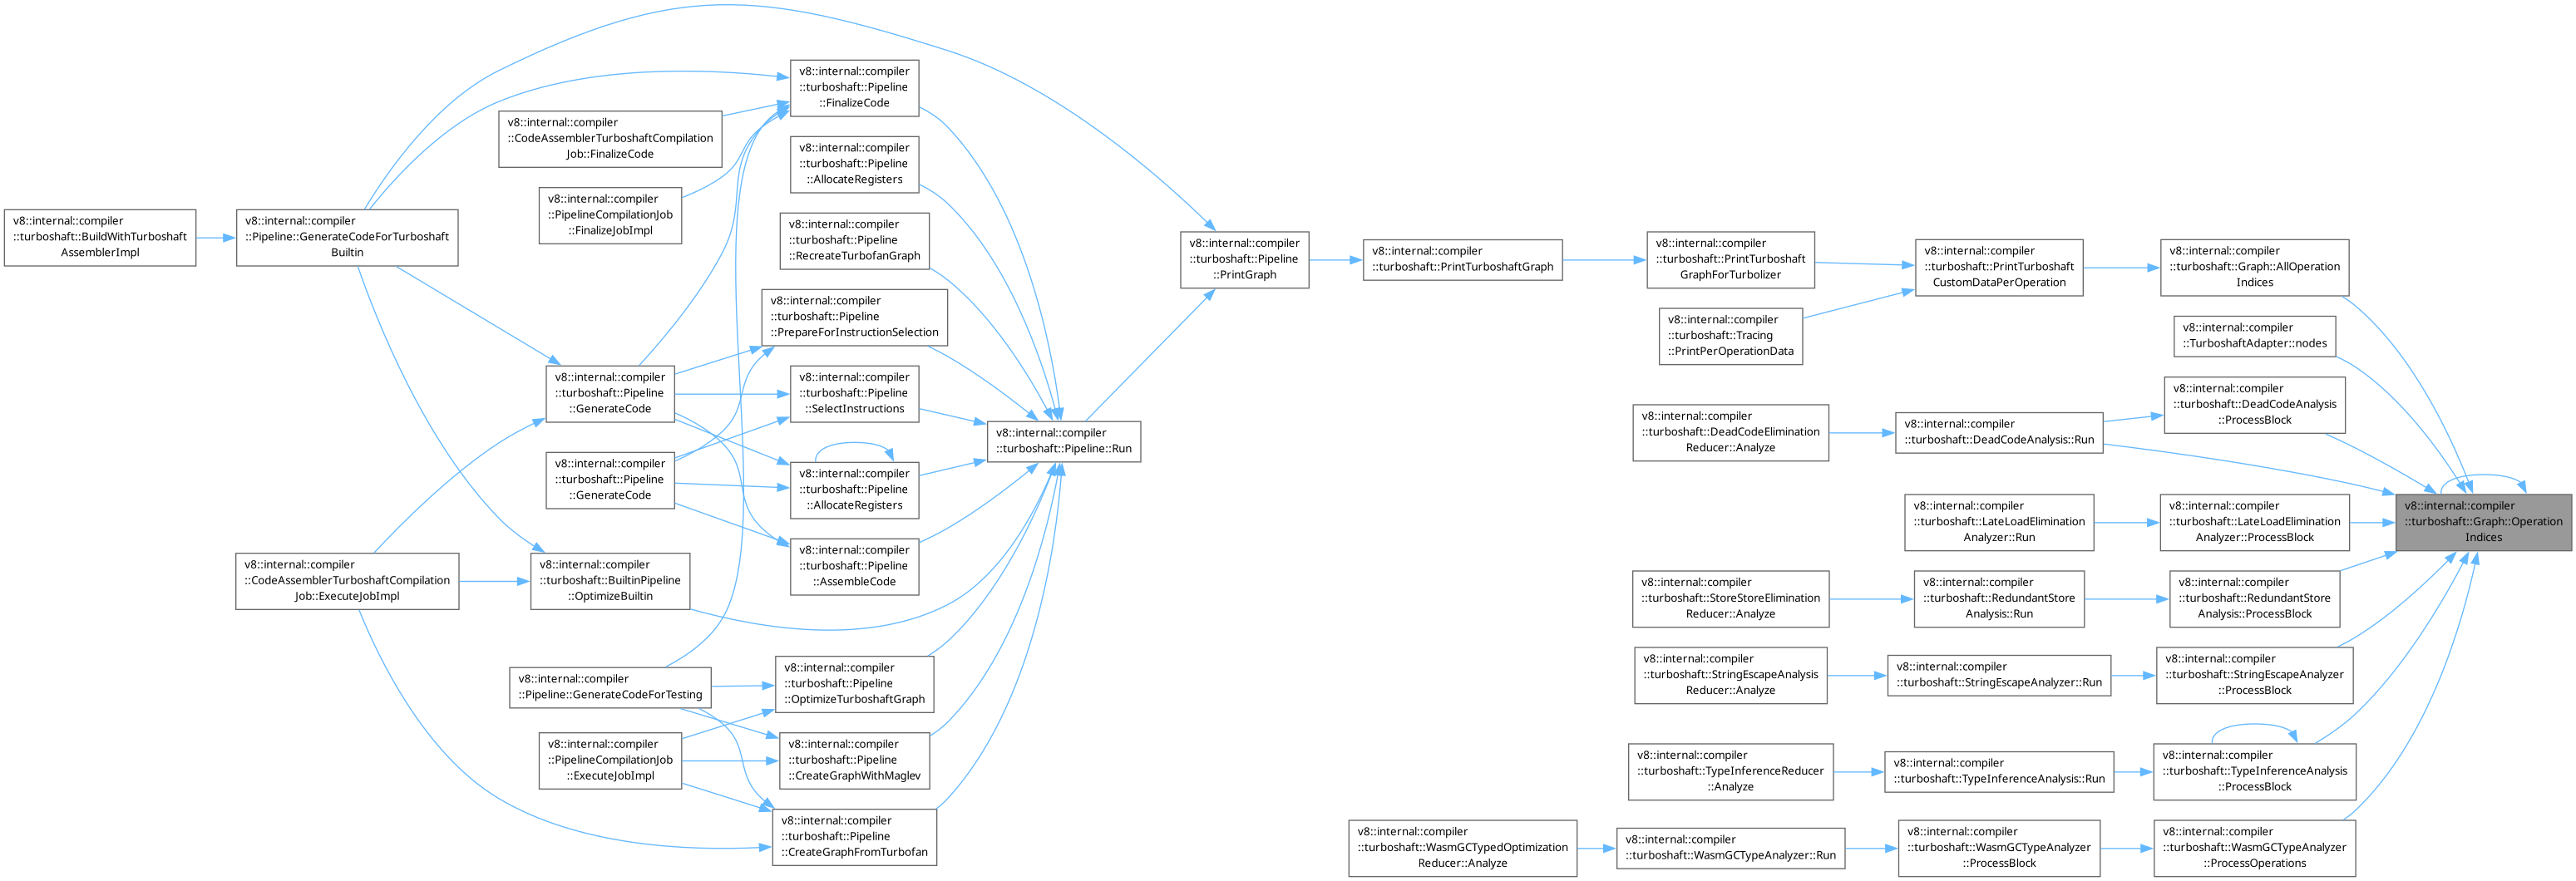 v8::internal::compiler
::turboshaft::BuildWithTurboshaft
AssemblerImpl
v8::internal::compiler
::Pipeline::GenerateCodeForTurboshaft
Builtin
v8::internal::compiler
::CodeAssemblerTurboshaftCompilation
Job::ExecuteJobImpl
v8::internal::compiler
::CodeAssemblerTurboshaftCompilation
Job::FinalizeCode
v8::internal::compiler
::PipelineCompilationJob
::FinalizeJobImpl
v8::internal::compiler
::turboshaft::Pipeline
::GenerateCode
v8::internal::compiler
::turboshaft::Pipeline
::GenerateCode
v8::internal::compiler
::turboshaft::BuiltinPipeline
::OptimizeBuiltin
v8::internal::compiler
::Pipeline::GenerateCodeForTesting
v8::internal::compiler
::PipelineCompilationJob
::ExecuteJobImpl
v8::internal::compiler
::turboshaft::Pipeline
::FinalizeCode
v8::internal::compiler
::turboshaft::Pipeline
::AllocateRegisters
v8::internal::compiler
::turboshaft::Pipeline
::RecreateTurbofanGraph
v8::internal::compiler
::turboshaft::Pipeline
::PrepareForInstructionSelection
v8::internal::compiler
::turboshaft::Pipeline
::SelectInstructions
v8::internal::compiler
::turboshaft::Pipeline
::AllocateRegisters
v8::internal::compiler
::turboshaft::Pipeline
::AssembleCode
v8::internal::compiler
::turboshaft::Pipeline
::OptimizeTurboshaftGraph
v8::internal::compiler
::turboshaft::Pipeline
::CreateGraphWithMaglev
v8::internal::compiler
::turboshaft::Pipeline
::CreateGraphFromTurbofan
v8::internal::compiler
::turboshaft::Pipeline::Run
v8::internal::compiler
::turboshaft::Pipeline
::PrintGraph
v8::internal::compiler
::turboshaft::PrintTurboshaftGraph
v8::internal::compiler
::turboshaft::WasmGCTypedOptimization
Reducer::Analyze
v8::internal::compiler
::turboshaft::PrintTurboshaft
GraphForTurbolizer
v8::internal::compiler
::turboshaft::Tracing
::PrintPerOperationData
v8::internal::compiler
::turboshaft::DeadCodeElimination
Reducer::Analyze
v8::internal::compiler
::turboshaft::StoreStoreElimination
Reducer::Analyze
v8::internal::compiler
::turboshaft::StringEscapeAnalysis
Reducer::Analyze
v8::internal::compiler
::turboshaft::TypeInferenceReducer
::Analyze
v8::internal::compiler
::turboshaft::WasmGCTypeAnalyzer::Run
v8::internal::compiler
::turboshaft::PrintTurboshaft
CustomDataPerOperation
v8::internal::compiler
::turboshaft::DeadCodeAnalysis::Run
v8::internal::compiler
::turboshaft::LateLoadElimination
Analyzer::Run
v8::internal::compiler
::turboshaft::RedundantStore
Analysis::Run
v8::internal::compiler
::turboshaft::StringEscapeAnalyzer::Run
v8::internal::compiler
::turboshaft::TypeInferenceAnalysis::Run
v8::internal::compiler
::turboshaft::WasmGCTypeAnalyzer
::ProcessBlock
v8::internal::compiler
::turboshaft::Graph::AllOperation
Indices
v8::internal::compiler
::TurboshaftAdapter::nodes
v8::internal::compiler
::turboshaft::DeadCodeAnalysis
::ProcessBlock
v8::internal::compiler
::turboshaft::LateLoadElimination
Analyzer::ProcessBlock
v8::internal::compiler
::turboshaft::RedundantStore
Analysis::ProcessBlock
v8::internal::compiler
::turboshaft::StringEscapeAnalyzer
::ProcessBlock
v8::internal::compiler
::turboshaft::TypeInferenceAnalysis
::ProcessBlock
v8::internal::compiler
::turboshaft::WasmGCTypeAnalyzer
::ProcessOperations
v8::internal::compiler
::turboshaft::Graph::Operation
Indices